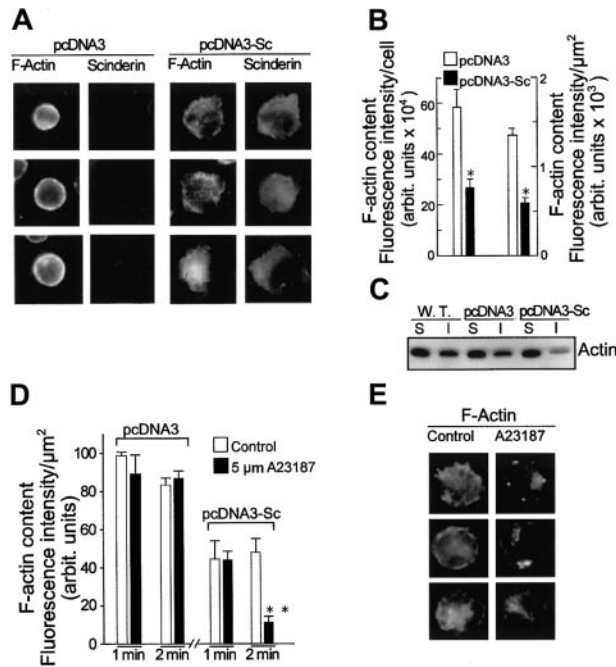 A
pcDNA3 pcDNA3-Sc
F-Actin Scinderin F-Actin Scinderin
B
pcDNA3
pcDNA3-Sc
F-actin content
Fluorescence intensity/cell
(arbit. units x 10⁴)
60
40
20
0
* *
2
1
0
F-actin content
Fluorescence intensity/µm²
(arbit. units x 10³)
C
W. T. pcDNA3 pcDNA3-Sc
S I S I S I
Actin
D
pcDNA3
Control
5 µm A23187
pcDNA3-Sc
F-actin content
Fluorescence intensity/µm²
(arbit. units)
100
80
60
40
20
0
* *
1 min 2 min 1 min 2 min
E
F-Actin
Control A23187